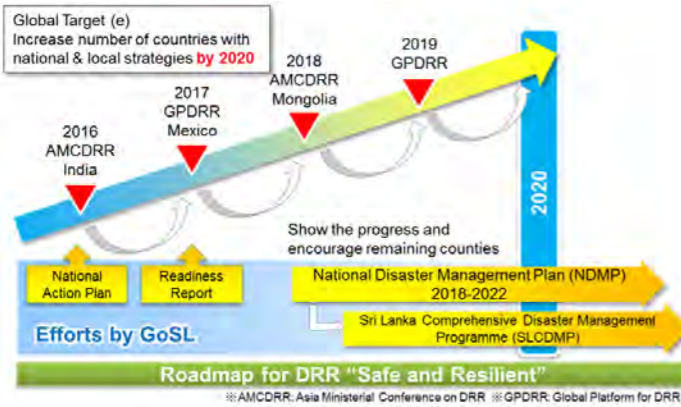 Global Target (e)
Increase number of countries with
national & local strategies by 2020
2016
AMCDRR
India
2017
GPDRR
Mexico
2018
AMCDRR
Mongolia
2019
GPDRR
2020
Show the progress and
encourage remaining counties
National
Action Plan
Readiness
Report
National Disaster Management Plan (NDMP)
2018-2022
Efforts by GoSL
Sri Lanka Comprehensive Disaster Management
Programme (SLCDMP)
Roadmap for DRR "Safe and Resilient"
※AMCDRR: Asia Ministerial Conference on DRR ※GPDRR: Global Platform for DRR